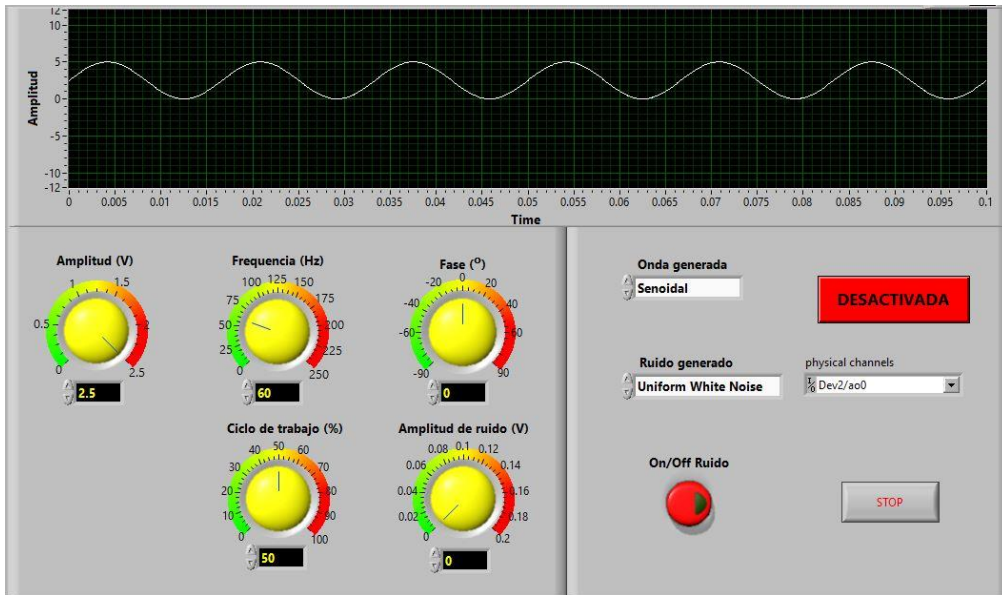 12
10
5
0
-5
-10
-12
Amplitud
0 0.005 0.01 0.015 0.02 0.025 0.03 0.035 0.04 0.045 0.05 0.055 0.06 0.065 0.07 0.075 0.08 0.085 0.09 0.095 0.1
Time
Amplitud (V)
0 0.5 1 1.5 2 2.5
2.5
Frequencia (Hz)
0 25 50 75 100 125 150 175 200 225 250
60
Fase (º)
-90 -60 -40 -20 0 20 40 60 90
0
Ciclo de trabajo (%)
0 10 20 30 40 50 60 70 80 90 100
50
Amplitud de ruido (V)
0 0.02 0.04 0.06 0.08 0.1 0.12 0.14 0.16 0.18 0.2
0
Onda generada
Senoidal
DESACTIVADA
Ruido generado
Uniform White Noise
physical channels
I/0 Dev2/ao0
On/Off Ruido
STOP